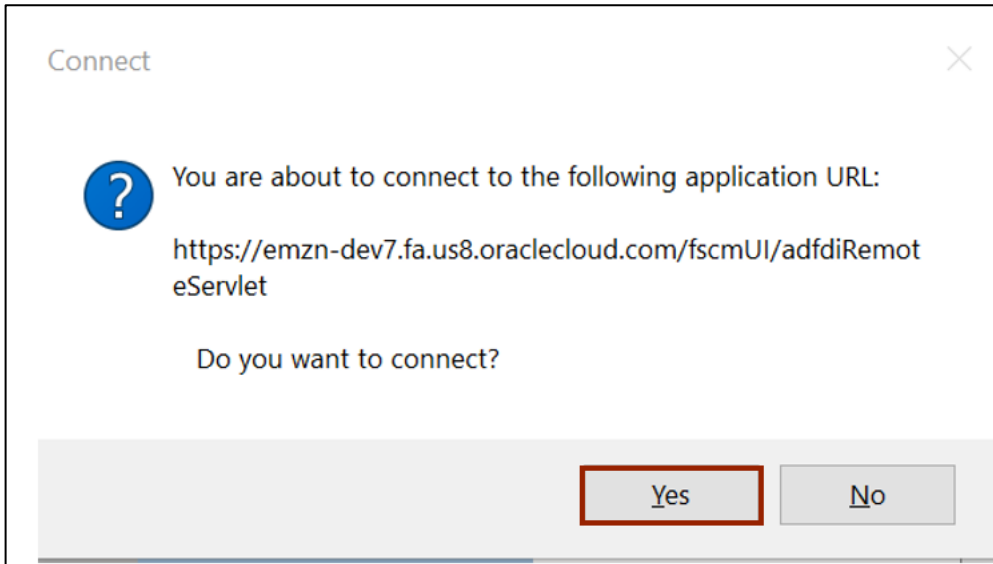 Connect
You are about to connect to the following application URL:
https://emzn-dev7.fa.us8.oraclecloud.com/fscmUI/adfdiRemot
eServlet
Do you want to connect?
Yes
No